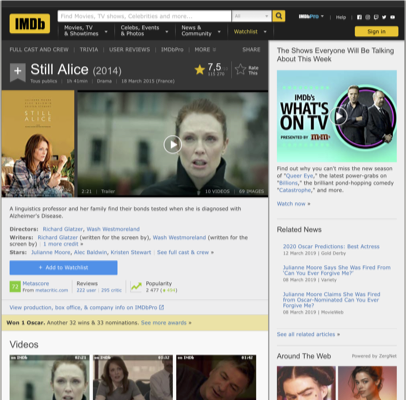 IMDb
Find Movies, TV shows, Celebrities and more...
All
IMDbPro
Help
Movies, TV
& Showtimes
Celebs, Events
& Photos
News &
Community
Watchlist
Sign in
FULL CAST AND CREW | TRIVIA | USER REVIEWS | IMDbPro | MORE
SHARE
Still Alice (2014)
7,5
Rate
This
Tous publics | 1h 41min | Drama | 18 March 2015 (France)
STILL
ALICE
2:21 | Trailer
10 VIDEOS | 69 IMAGES
A linguistics professor and her family find their bonds tested when she is diagnosed with
Alzheimer's Disease.
Directors: Richard Glatzer, Wash Westmoreland
Writers: Richard Glatzer (written for the screen by), Wash Westmoreland (written for the
screen by) | 1 more credit »
Stars: Julianne Moore, Alec Baldwin, Kristen Stewart | See full cast & crew »
+ Add to Watchlist
72
Metascore
From metacritic.com
Reviews
222 user | 295 critic
Popularity
2 477
View production, box office, & company info on IMDbPro
Won 1 Oscar. Another 32 wins & 33 nominations. See more awards »
Videos
The Shows Everyone Will Be Talking
About This Week
IMDb's
WHAT'S
ON TV
PRESENTED BY m&m's
Find out why you can't miss the new season
of "Queer Eye," the latest power-grabs on
"Billions," the brilliant pond-hopping comedy
"Catastrophe," and more.
Watch now »
Related News
2020 Oscar Predictions: Best Actress
12 March 2019 | Gold Derby
Julianne Moore Says She Was Fired From
'Can You Ever Forgive Me?'
08 March 2019 | Variety
Julianne Moore Claims She Was Fired
from Oscar-Nominated Can You Ever
Forgive Me?
08 March 2019 | MovieWeb
See all related articles »
Around The Web
Powered by ZergNet